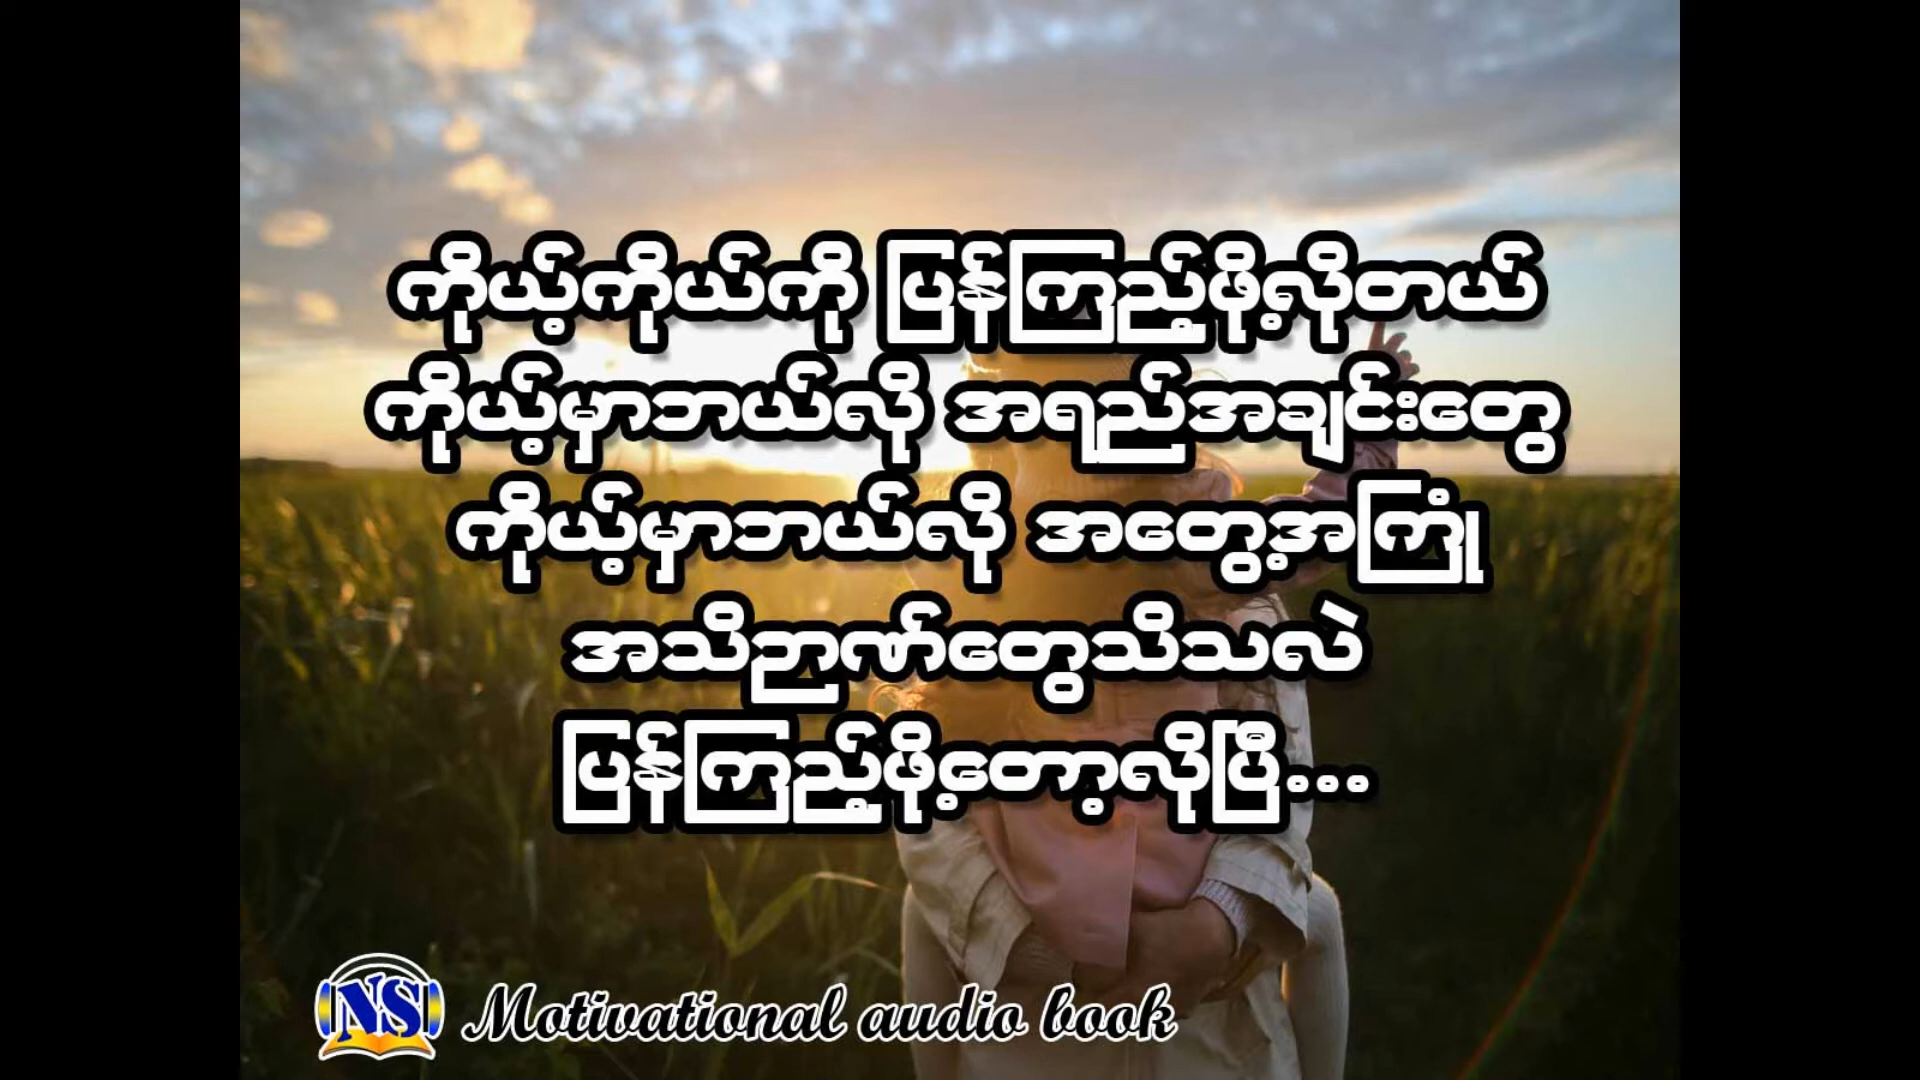 ကိုယ့်ကိုယ်ကို ပြန်ကြည့်ဖို့လိုတယ်
ကိုယ့်မှာဘယ်လို အရည်အချင်းတွေ
ကိုယ့်မှာဘယ်လို အတွေ့အကြုံ
အသိဉာဏ်တွေသိသလဲ
ပြန်ကြည့်ဖို့တော့လိုပြီ...
NS Motivational audio book